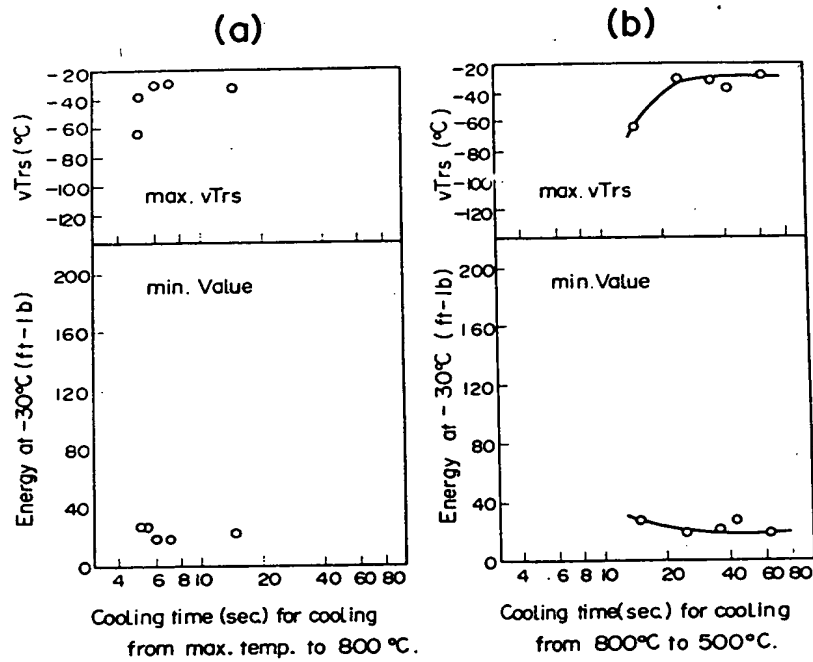 (a)
-20
-40
-60
-80
-100
-120
vTrs (°C)
max. vTrs
200
160
120
80
40
0
Energy at -30°C (ft-lb)
min. Value
4 6 8 10 20 40 60 80
Cooling time (sec.) for cooling
from max. temp. to 800 °C.
(b)
-20
-40
-60
-80
-100
-120
vTrs (°C)
max. vTrs
200
160
120
80
40
0
Energy at - 30°C (ft-lb)
min. Value
4 6 8 10 20 40 60 80
Cooling time(sec.) for cooling
from 800°C to 500°C.